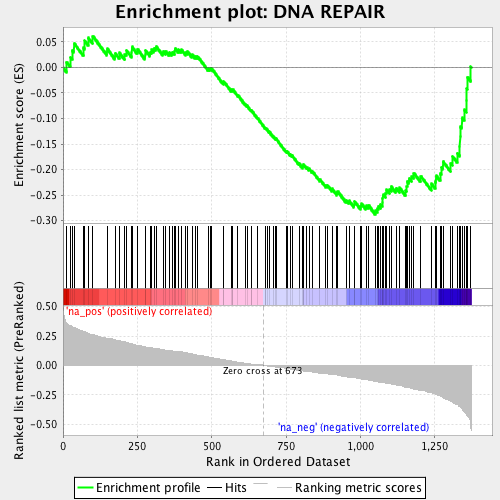 Enrichment plot: DNA REPAIR
Enrichment score (ES)
0.05
0.00
-0.05
-0.10
-0.15
-0.20
-0.25
-0.30
Ranked list metric (PreRanked)
0.50
0.25
0.00
-0.25
-0.50
'na_pos' (positively correlated)
Zero cross at 673
'na_neg' (negatively correlated)
0
250
500
750
1,000
1,250
Rank in Ordered Dataset
Enrichment profile
Hits
Ranking metric scores